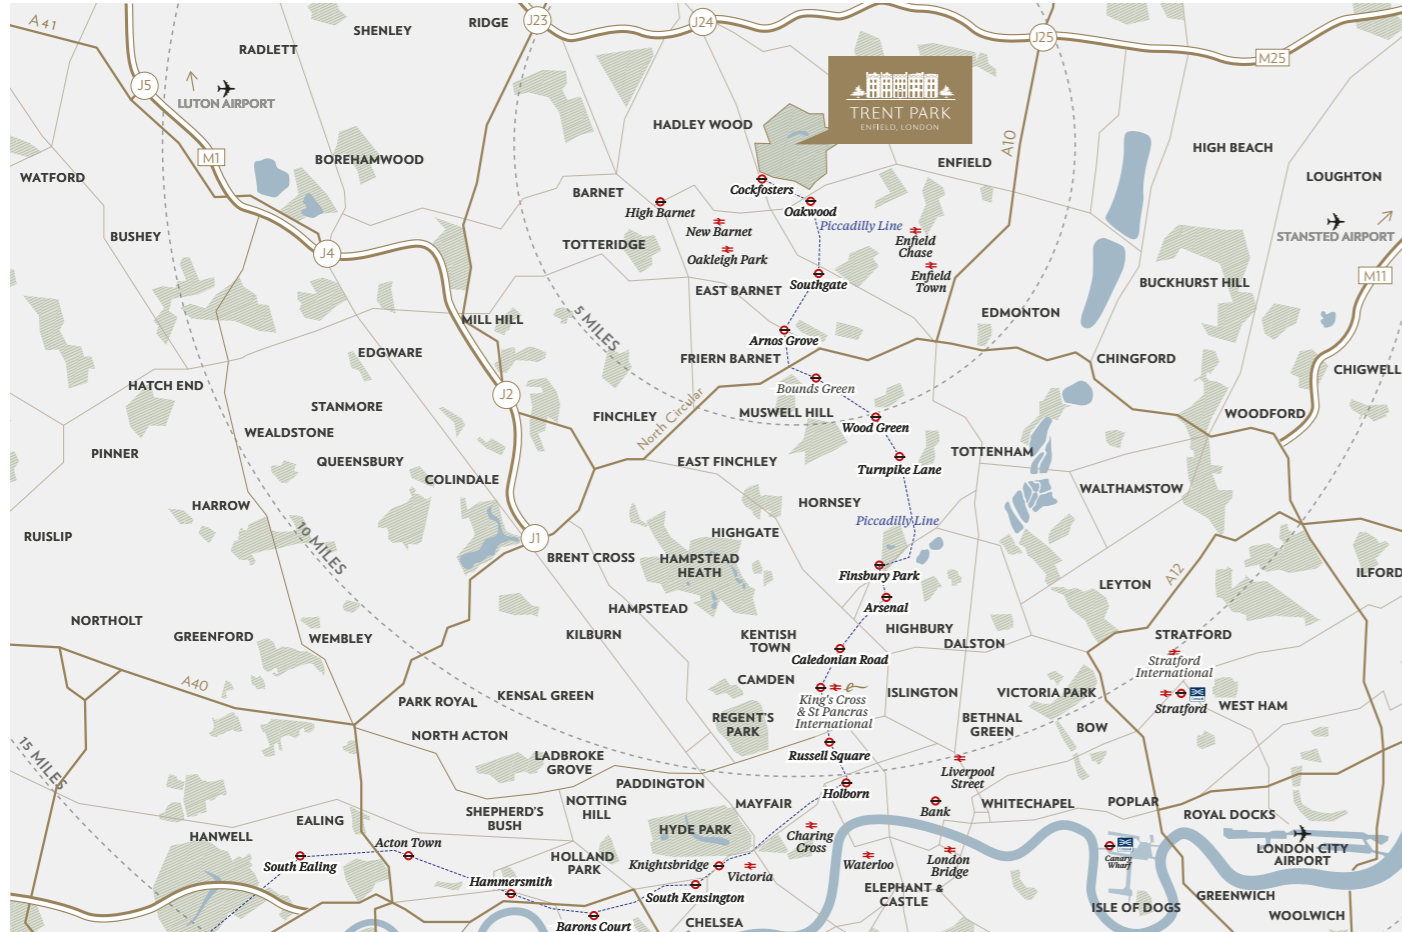 A41
SHENLEY
RIDGE
J23
J24
J25
M25
RADLETT
J5
LUTON AIRPORT
TRENT PARK
ENFIELD, LONDON
HADLEY WOOD
A10
M1
BOREHAMWOOD
ENFIELD
HIGH BEACH
WATFORD
LOUGHTON
BARNET
Cockfosters
High Barnet
Oakwood
New Barnet
Piccadilly Line
Enfield
Chase
STANSTED AIRPORT
BUSHEY
TOTTERIDGE
Oakleigh Park
J4
Enfield
Town
M11
EAST BARNET
Southgate
BUCKHURST HILL
MILL HILL
5 MILES
EDMONTON
Arnos Grove
EDGWARE
FRIERN BARNET
CHINGFORD
CHIGWELL
HATCH END
Bounds Green
J2
STANMORE
FINCHLEY
North Circular
MUSWELL HILL
Wood Green
WOODFORD
WEALDSTONE
PINNER
QUEENSBURY
EAST FINCHLEY
Turnpike Lane
TOTTENHAM
COLINDALE
WALTHAMSTOW
HARROW
HORNSEY
Piccadilly Line
RUISLIP
10 MILES
J1
HIGHGATE
BRENT CROSS
HAMPSTEAD
HEATH
Finsbury Park
A12
ILFORD
LEYTON
HAMPSTEAD
Arsenal
NORTHOLT
GREENFORD
WEMBLEY
KILBURN
KENTISH
TOWN
HIGHBURY
DALSTON
STRATFORD
Caledonian Road
Stratford
International
A40
CAMDEN
PARK ROYAL
KENSAL GREEN
King's Cross
& St Pancras
International
ISLINGTON
VICTORIA PARK
Stratford
WEST HAM
REGENT'S
PARK
BETHNAL
GREEN
BOW
NORTH ACTON
15 MILES
LADBROKE
GROVE
Russell Square
Liverpool
Street
PADDINGTON
Holborn
NOTTING
HILL
MAYFAIR
Bank
WHITECHAPEL
POPLAR
SHEPHERD'S
BUSH
ROYAL DOCKS
EALING
HANWELL
HYDE PARK
Charing
Cross
Acton Town
LONDON CITY
AIRPORT
South Ealing
HOLLAND
PARK
Knightsbridge
Victoria
Waterloo
London
Bridge
Canary
Wharf
Hammersmith
South Kensington
ELEPHANT &
CASTLE
ISLE OF DOGS
GREENWICH
Barons Court
CHELSEA
WOOLWICH